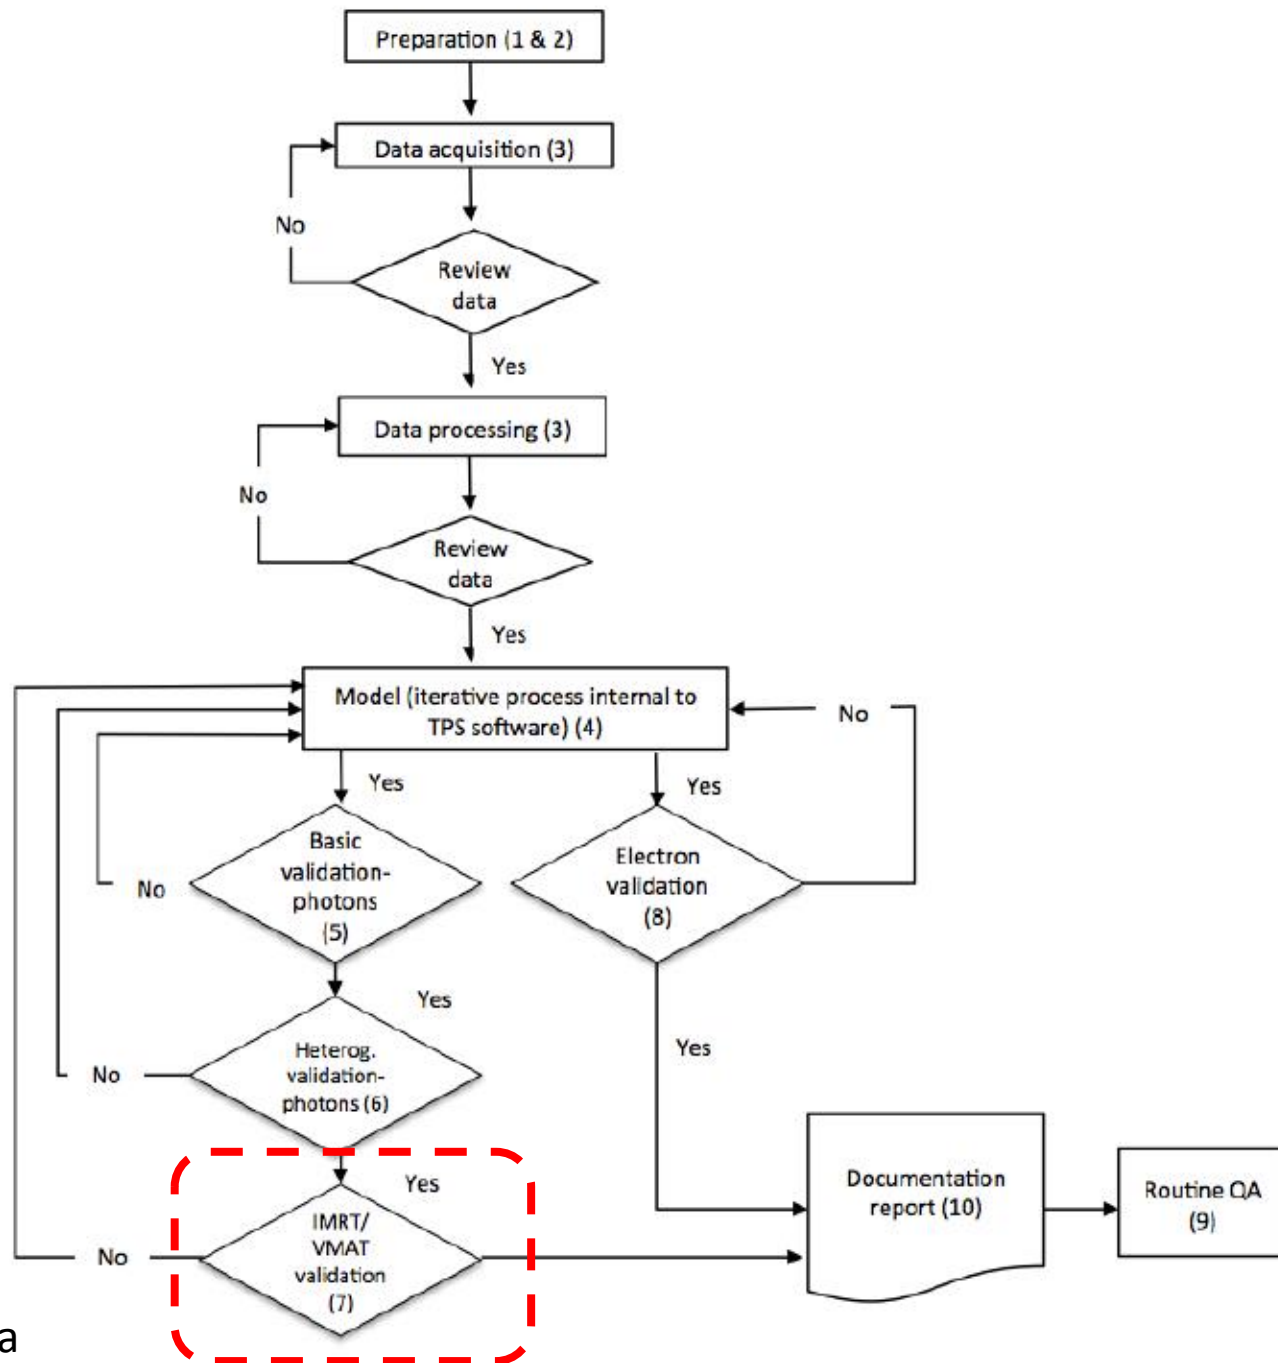 Preparation (1 & 2)
Data acquisition (3)
No
Review
data
Yes
Data processing (3)
No
Review
data
Yes
Model (iterative process internal to
TPS software) (4)
No
Yes
Yes
Basic
validation-
photons
(5)
No
Electron
validation
(8)
Yes
Heterog.
validation-
photons (6)
No
Yes
Yes
IMRT/
VMAT
validation
(7)
No
Documentation
report (10)
Routine QA
(9)
a